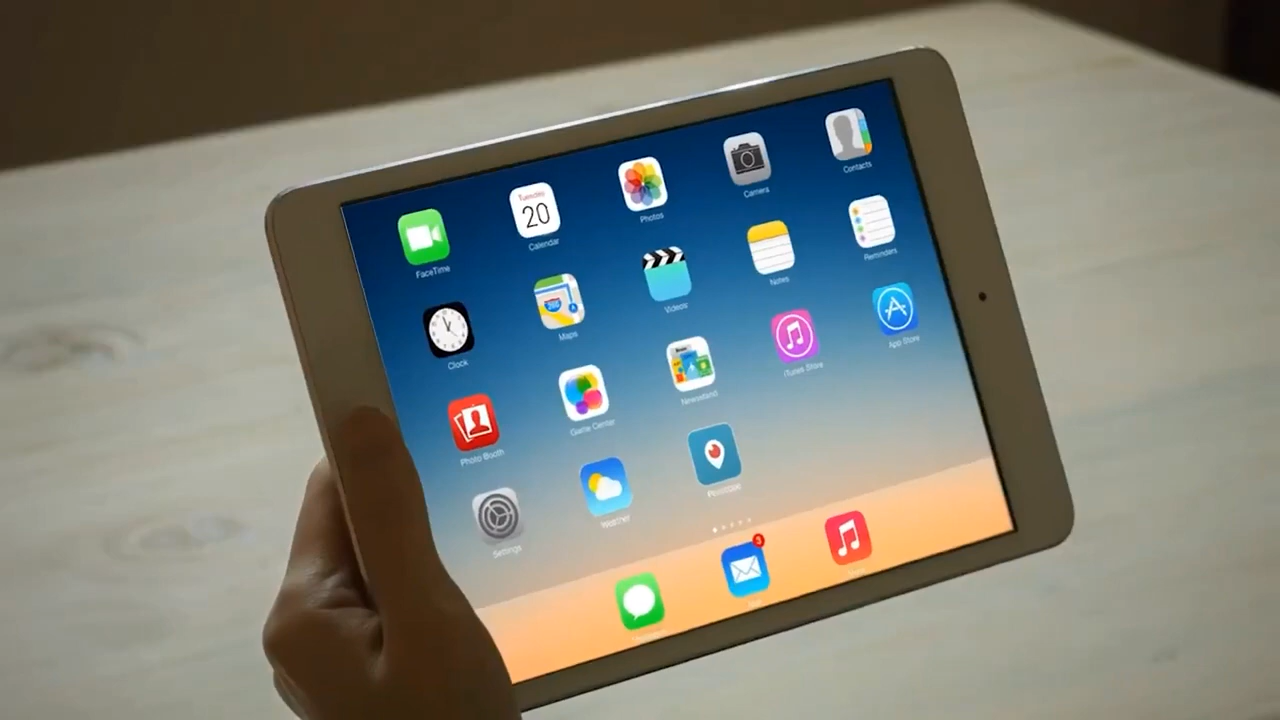 FaceTime
Tuesday
20
Calendar
Photos
Camera
Contacts
Clock
Maps
Videos
Notes
Reminders
Photo Booth
Game Center
Newsstand
iTunes Store
App Store
Settings
Weather
Periscope
3